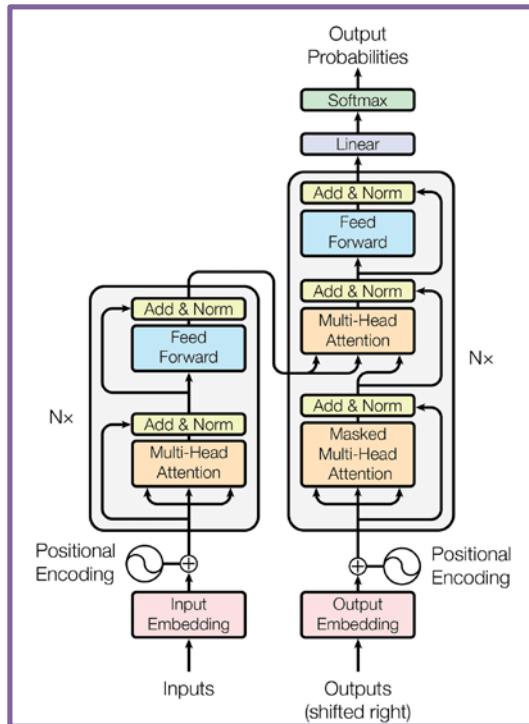 Output
Probabilities
Softmax
Linear
Add & Norm
Feed
Forward
Add & Norm
Multi-Head
Attention
Add & Norm
Masked
Multi-Head
Attention
N×
Positional
Encoding
Output
Embedding
Outputs
(shifted right)
Add & Norm
Feed
Forward
Add & Norm
Multi-Head
Attention
N×
Positional
Encoding
Input
Embedding
Inputs